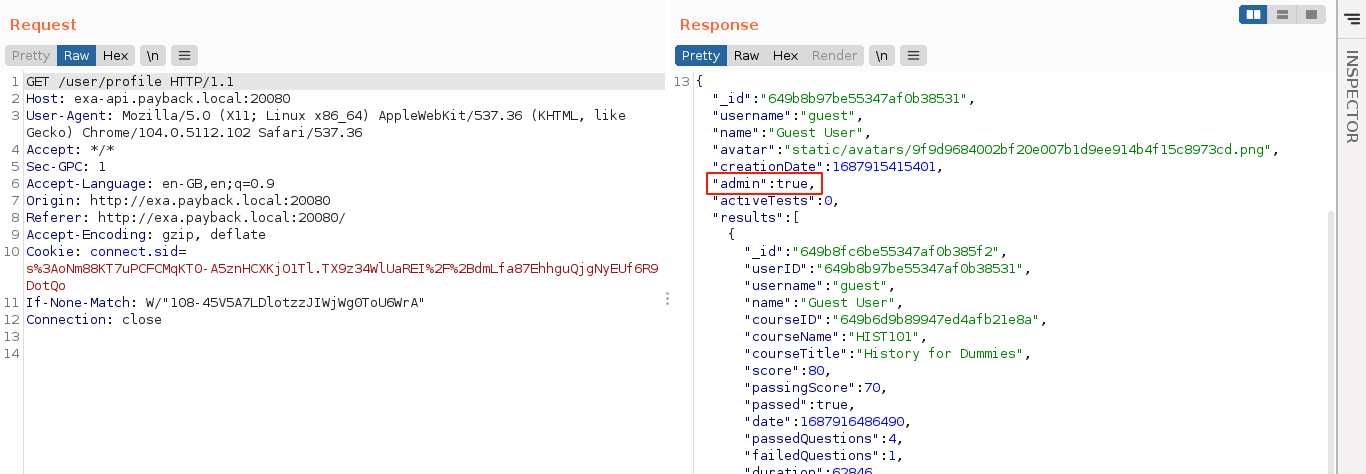 Request
Pretty Raw Hex \n
1 GET /user/profile HTTP/1.1
2 Host: exa-api.payback.local:20080
3 User-Agent: Mozilla/5.0 (X11; Linux x86_64) AppleWebKit/537.36 (KHTML, like
Gecko) Chrome/104.0.5112.102 Safari/537.36
4 Accept: */*
5 Sec-GPC: 1
6 Accept-Language: en-GB,en;q=0.9
7 Origin: http://exa.payback.local:20080
8 Referer: http://exa.payback.local:20080/
9 Accept-Encoding: gzip, deflate
10 Cookie: connect.sid=
s%3AoNm88KT7uPCFCMqKT0-A5znHCXKjO1Tl.TX9z34WlUaREI%2F%2BdmLfa87EhhguQjgNyEUf6R9
DotQo
11 If-None-Match: W/"108-45V5A7LDlotzzJIWjWg0ToU6WrA"
12 Connection: close
13
14
Response
Pretty Raw Hex Render \n
13 {
"_id":"649b8b97be55347af0b38531",
"username":"guest",
"name":"Guest User",
"avatar":"static/avatars/9f9d9684002bf20e007b1d9ee914b4f15c8973cd.png",
"creationDate":1687915415401,
"admin":true,
"activeTests":0,
"results":[
{
"_id":"649b8fc6be55347af0b385f2",
"userID":"649b8b97be55347af0b38531",
"username":"guest",
"name":"Guest User",
"courseID":"649b6d9b89947ed4afb21e8a",
"courseName":"HIST101",
"courseTitle":"History for Dummies",
"score":80,
"passingScore":70,
"passed":true,
"date":1687916486490,
"passedQuestions":4,
"failedQuestions":1,
"duration":62846,
INSPECTOR